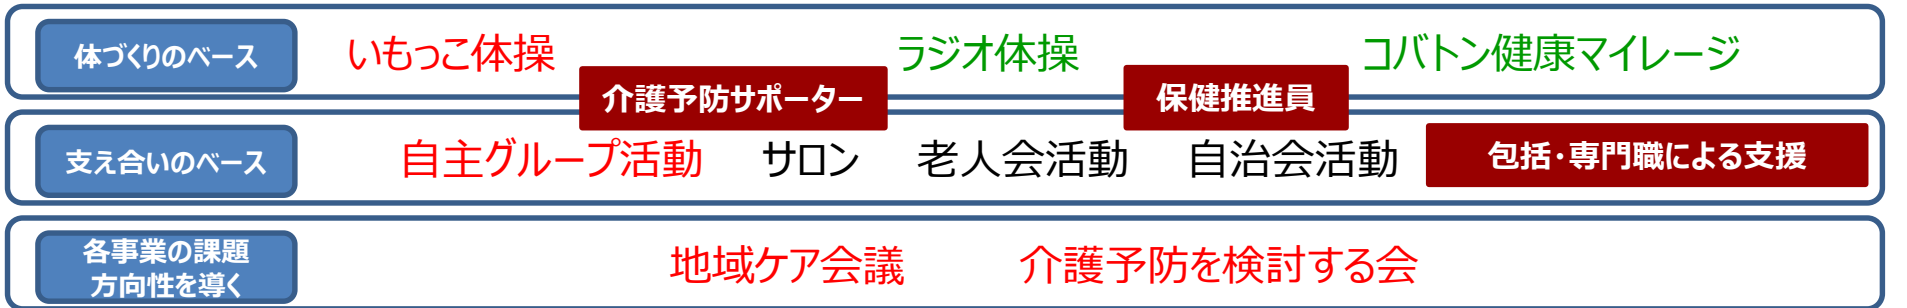 体づくりのベース
いもっこ体操
ラジオ体操
コバトン健康マイレージ
介護予防サポーター
保健推進員
支え合いのベース
自主グループ活動
サロン
老人会活動
自治会活動
包括・専門職による支援
各事業の課題
方向性を導く
地域ケア会議
介護予防を検討する会